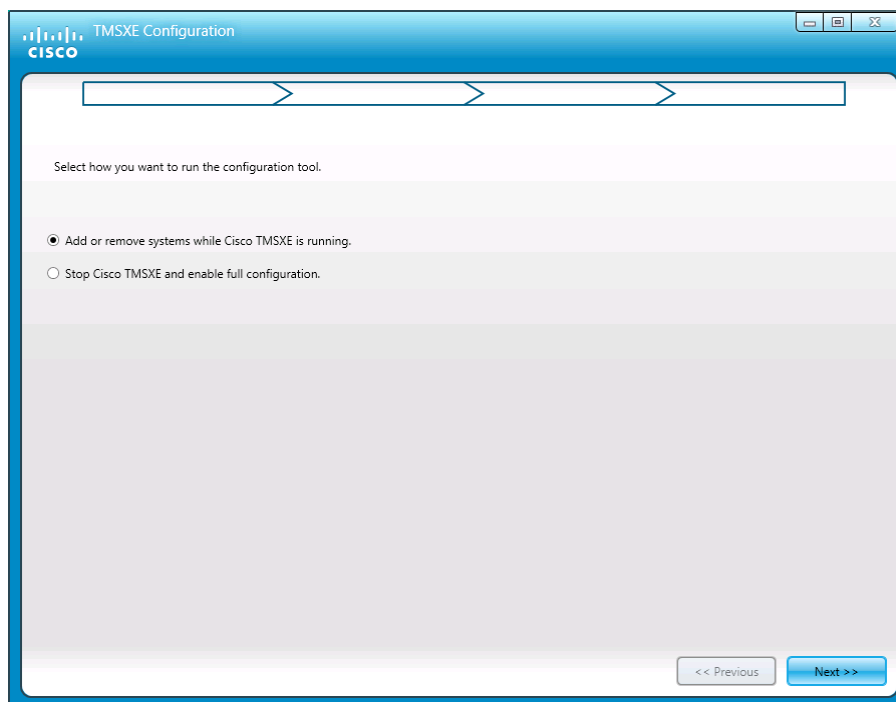 TMSXE Configuration
CISCO
Select how you want to run the configuration tool.
Add or remove systems while Cisco TMSXE is running.
Stop Cisco TMSXE and enable full configuration.
<< Previous
Next >>